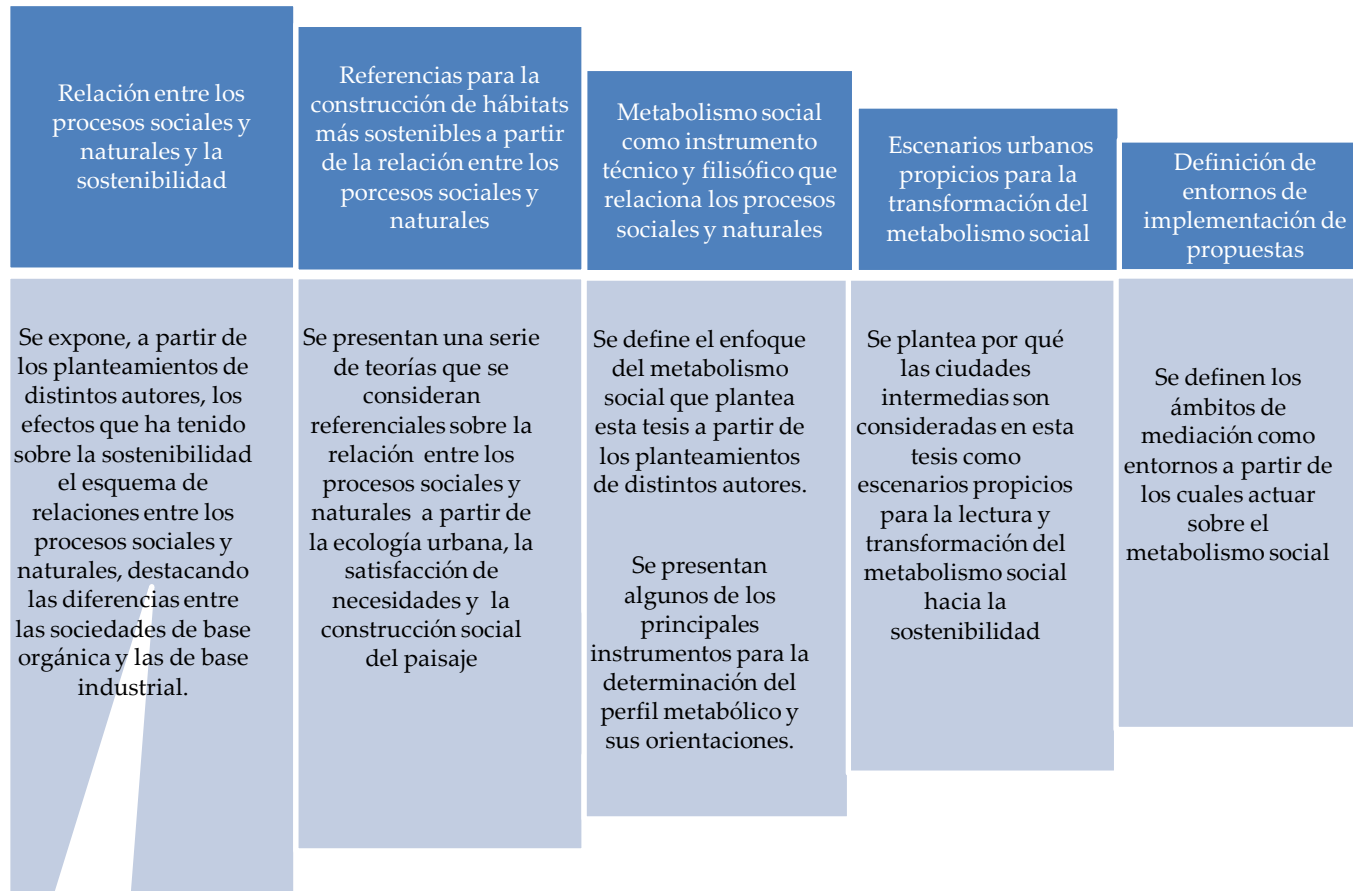 Relación entre los
procesos sociales y
naturales y la
sostenibilidad
Referencias para la
construcción de hábitats
más sostenibles a partir
de la relación entre los
porcesos sociales y
naturales
Metabolismo social
como instrumento
técnico y filisófico que
relaciona los procesos
sociales y naturales
Escenarios urbanos
propicios para la
transformación del
metabolismo social
Definición de
entornos de
implementación de
propuestas
Se expone, a partir de
los planteamientos de
distintos autores, los
efectos que ha tenido
sobre la sostenibilidad
el esquema de
relaciones entre los
procesos sociales y
naturales, destacando
las diferencias entre
las sociedades de base
orgánica y las de base
industrial.
Se presentan una serie
de teorías que se
consideran
referenciales sobre la
relación entre los
procesos sociales y
naturales a partir de
la ecología urbana, la
satisfacción de
necesidades y la
construcción social
del paisaje
Se define el enfoque
del metabolismo
social que plantea
esta tesis a partir de
los planteamientos
de distintos autores.
Se presentan
algunos de los
principales
instrumentos para la
determinación del
perfil metabólico y
sus orientaciones.
Se plantea por qué
las ciudades
intermedias son
consideradas en esta
tesis como
escenarios propicios
para la lectura y
transformación del
metabolismo social
hacia la
sostenibilidad
Se definen los
ámbitos de
mediación como
entornos a partir de
los cuales actuar
sobre el
metabolismo social